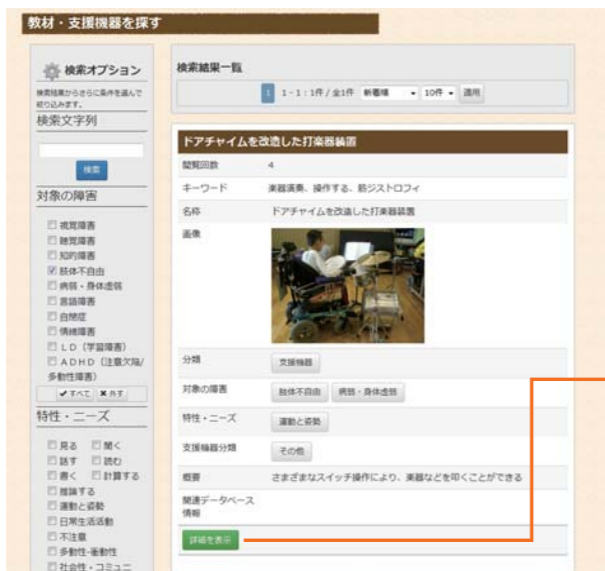 教材・支援機器を探す
検索オプション
検索結果からさらに条件を選んで
絞り込みます。
検索文字列
検索
対象の障害
視覚障害
聴覚障害
知的障害
肢体不自由
病弱・身体虚弱
言語障害
自閉症
情緒障害
ＬＤ（学習障害）
ＡＤＨＤ（注意欠陥/
多動性障害）
✔すべて ✖外す
特性・ニーズ
見る 聞く
話す 読む
書く 計算する
推論する
運動と姿勢
日常生活活動
不注意
多動性-衝動性
社会性・コミュニ
検索結果一覧
1 1-1：1件/全1件 新着順 10件 適用
ドアチャイムを改造した打楽器装置
閲覧回数 4
キーワード 楽器演奏、操作する、筋ジストロフィ
名称 ドアチャイムを改造した打楽器装置
画像
分類 支援機器
対象の障害 肢体不自由 病弱・身体虚弱
特性・ニーズ 運動と姿勢
支援機器分類 その他
概要 さまざまなスイッチ操作により、楽器などを叩くことができる
関連データベース
情報
詳細を表示